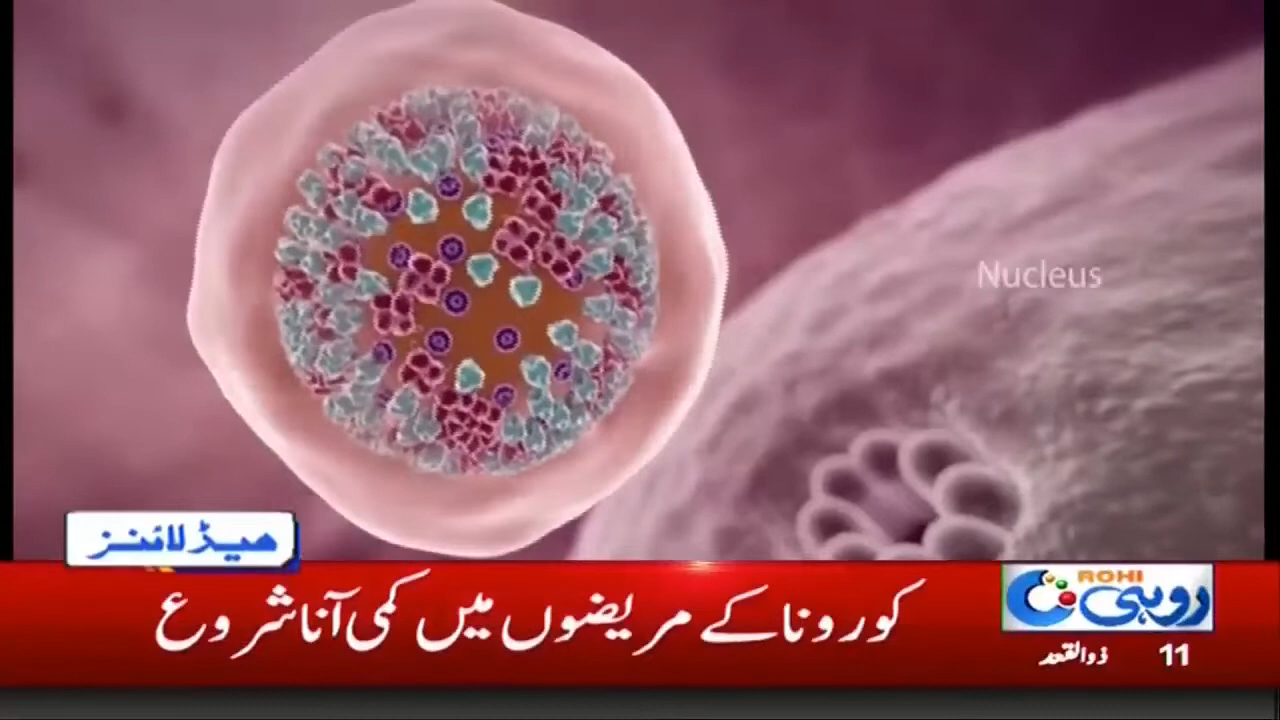 Nucleus
ہیڈ لائنز
کورونا کے مریضوں میں کمی آنا شروع
ROHI
روہی
11 ذوالقعد